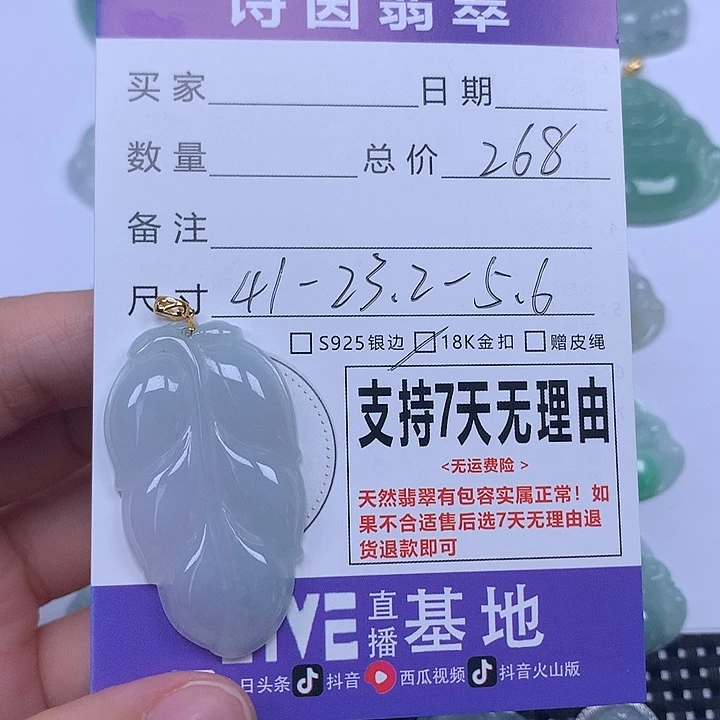 诗茵翡翠
买家 日期
数量 总价 268
备注
尺寸 41-23.2-5.6
S925银边 18K金扣 赠皮绳
支持7天无理由
<无运费险>
天然翡翠有包容实属正常！如
果不合适售后选7天无理由退
货退款即可
LIVE 直播 基地
日头条 抖音 西瓜视频 抖音火山版